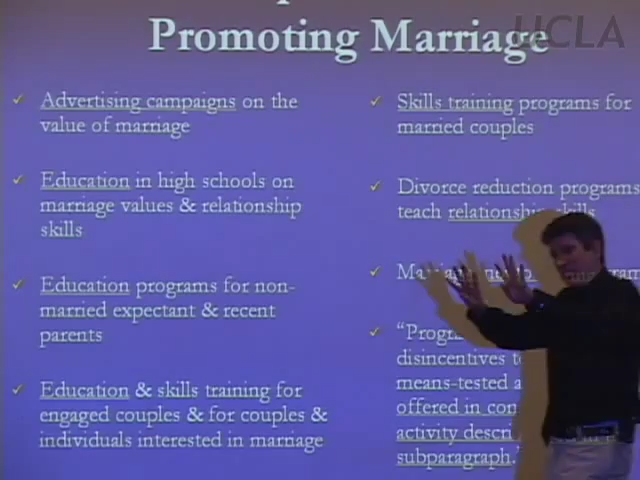 UCLA
Promoting Marriage
Advertising campaigns on the
value of marriage
Education in high schools on
marriage values & relationship
skills
Education programs for non-
married expectant & recent
parents
Education & skills training for
engaged couples & for couples &
individuals interested in marriage
Skills training programs for
married couples
Divorce reduction programs
teach relationship skills
“Progr
disincentives to
means-tested a
offered in con
activity descri
subparagraph.